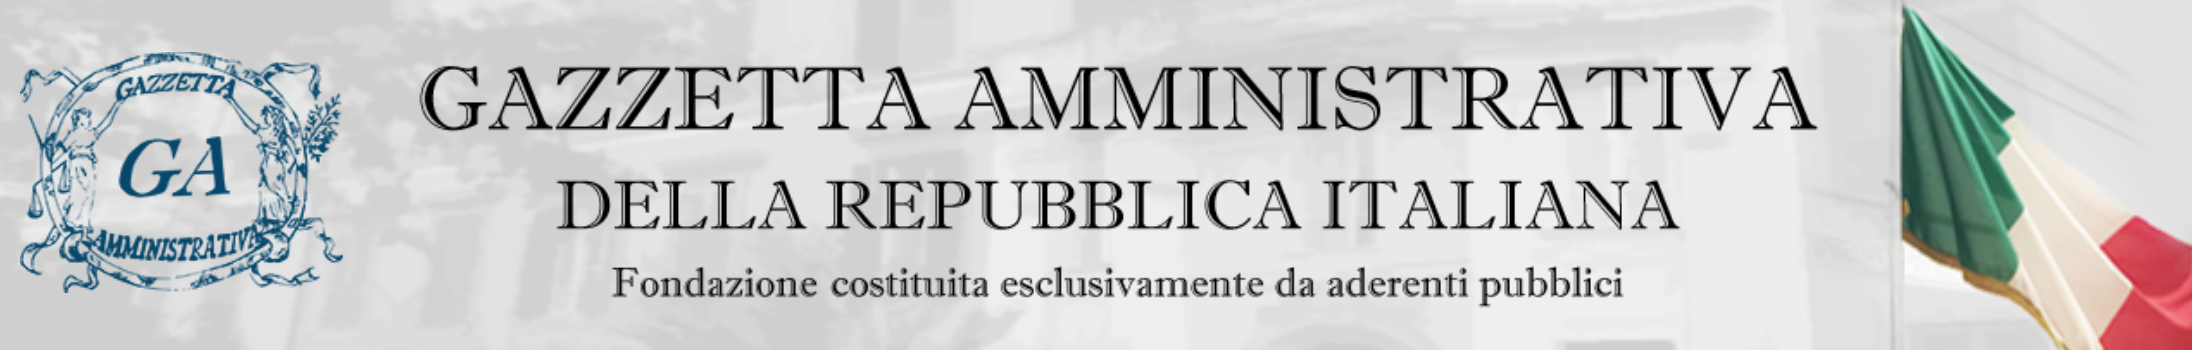 GAZZETTA
GA
AMMINISTRATIVA
GAZZETTA AMMINISTRATIVA
DELLA REPUBBLICA ITALIANA
Fondazione costituita esclusivamente da aderenti pubblici